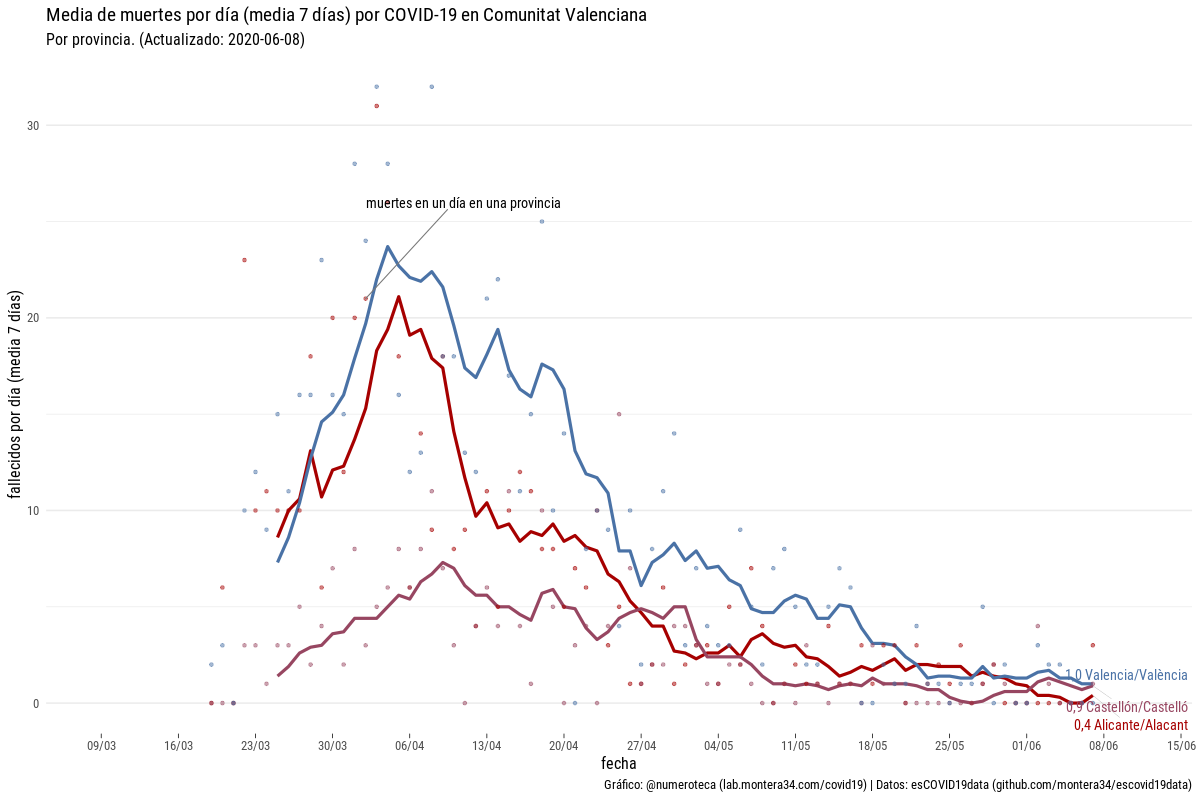 Media de muertes por día (media 7 días) por COVID-19 en Comunitat Valenciana
Por provincia. (Actualizado: 2020-06-08)
fallecidos por día (media 7 días)
30
20
10
0
muertes en un día en una provincia
1,0 Valencia/València
0,9 Castellón/Castelló
0,4 Alicante/Alacant
09/03 16/03 23/03 30/03 06/04 13/04 20/04 27/04 04/05 11/05 18/05 25/05 01/06 08/06 15/06
fecha
Gráfico: @numeroteca (lab.montera34.com/covid19) | Datos: esCOVID19data (github.com/montera34/escovid19data)